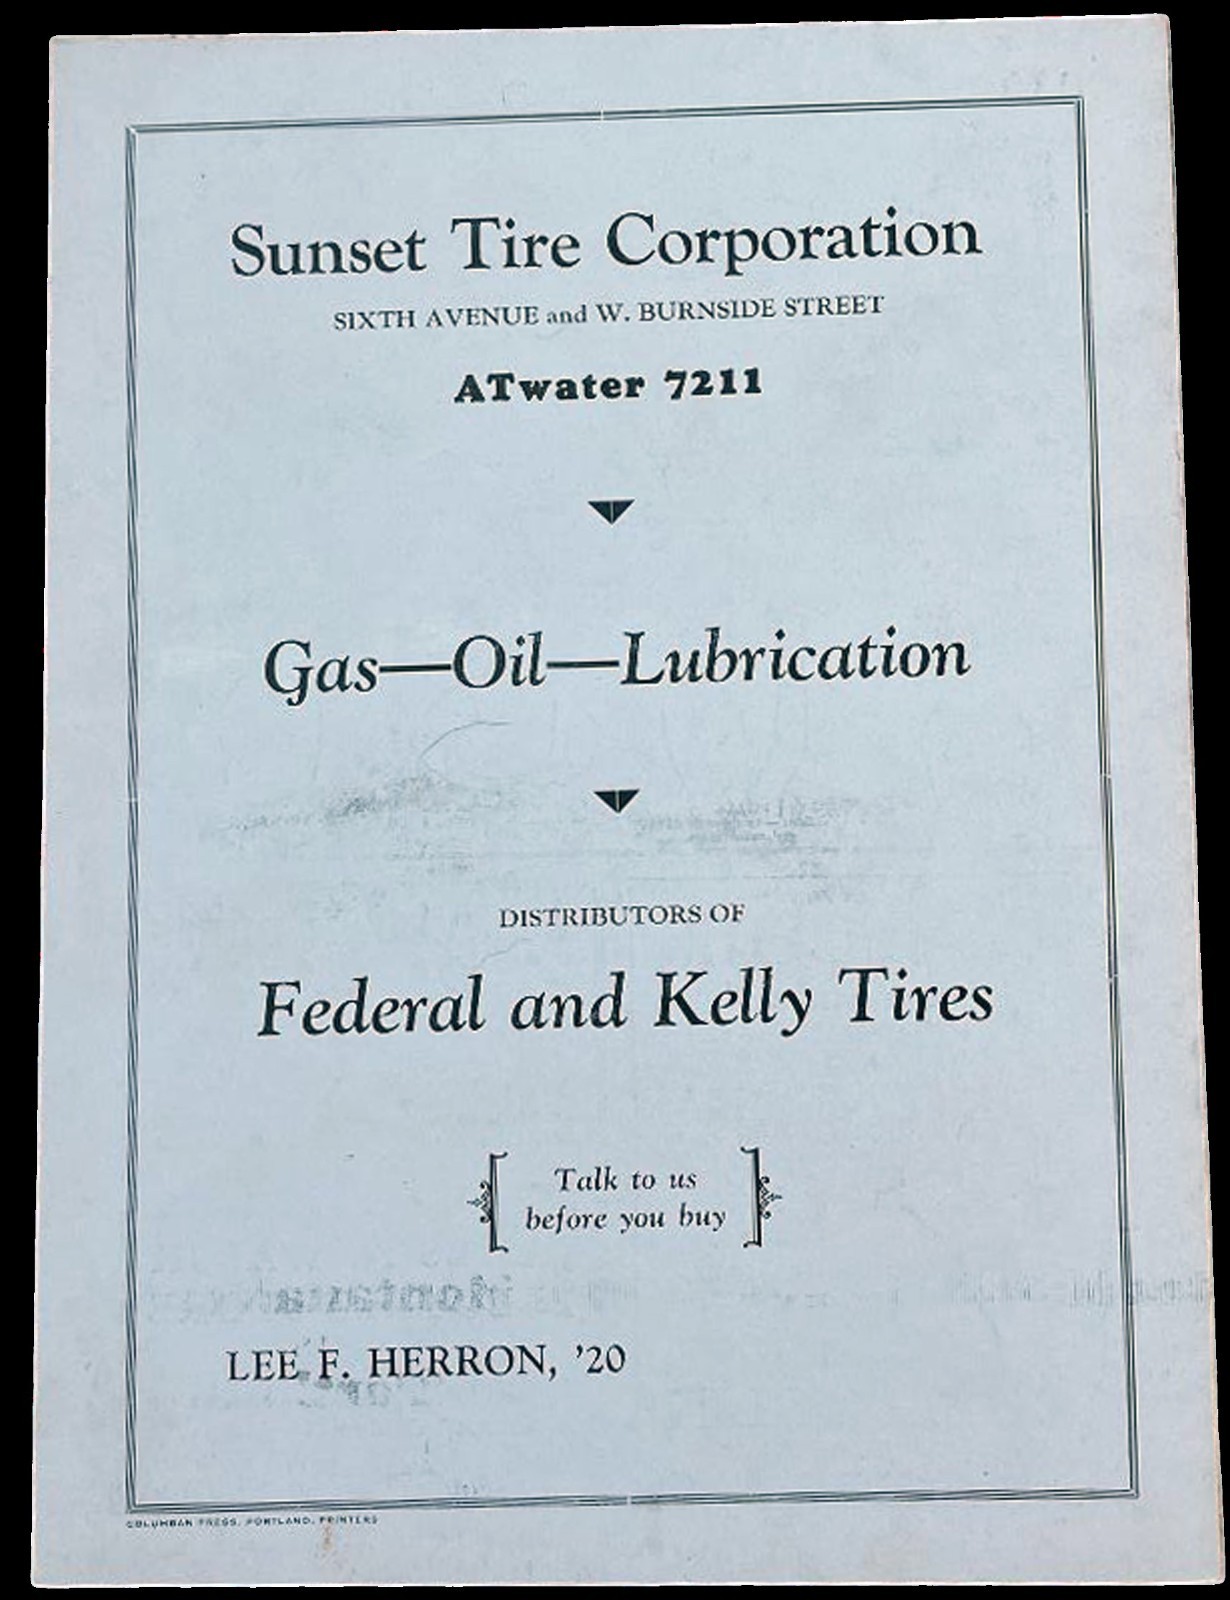 Sunset Tire Corporation
SIXTH AVENUE and W. BURNSIDE STREET
ATwater 7211
Gas—Oil—Lubrication
DISTRIBUTORS OF
Federal and Kelly Tires
Talk to us
before you buy
LEE F. HERRON, '20
COLUMBAN PRESS, PORTLAND, PRINTERS